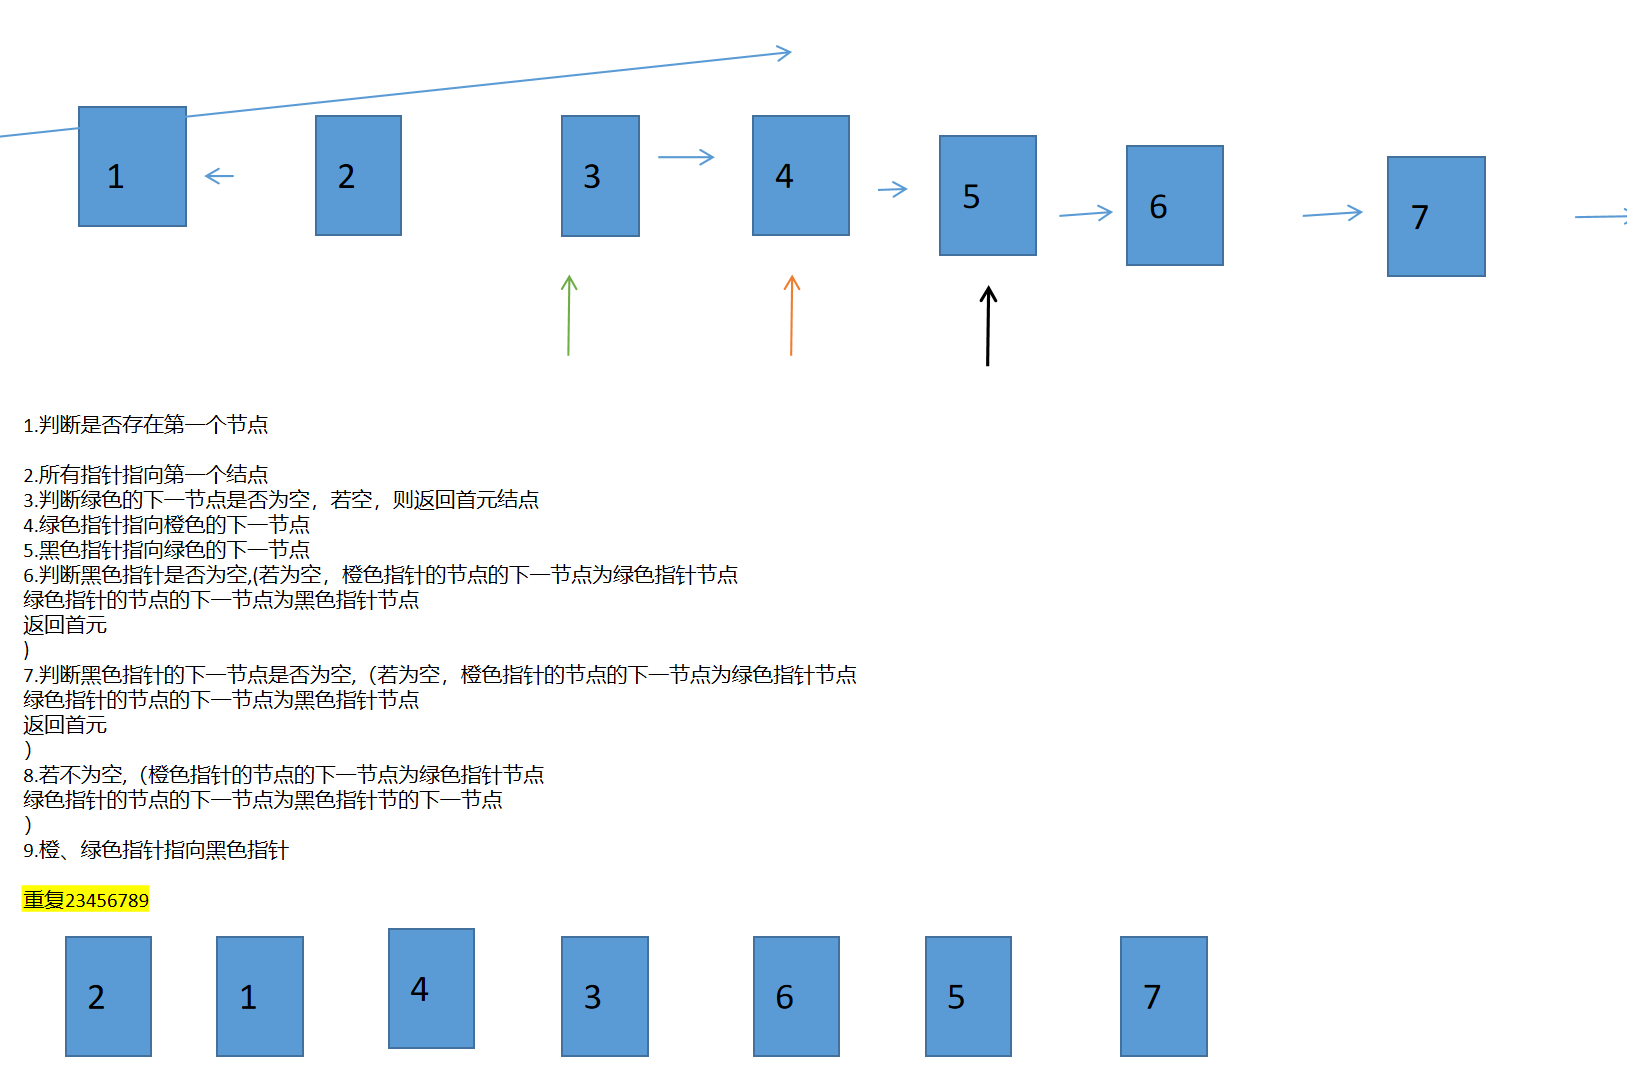 1
2
3
4
5
6
7
1.判断是否存在第一个节点
2.所有指针指向第一个结点
3.判断绿色的下一节点是否为空，若空，则返回首元结点
4.绿色指针指向橙色的下一节点
5.黑色指针指向绿色的下一节点
6.判断黑色指针是否为空,(若为空，橙色指针的节点的下一节点为绿色指针节点
绿色指针的节点的下一节点为黑色指针节点
返回首元
)
7.判断黑色指针的下一节点是否为空,（若为空，橙色指针的节点的下一节点为绿色指针节点
绿色指针的节点的下一节点为黑色指针节点
返回首元
）
8.若不为空,（橙色指针的节点的下一节点为绿色指针节点
绿色指针的节点的下一节点为黑色指针节的下一节点
）
9.橙、绿色指针指向黑色指针
重复23456789
2
1
4
3
6
5
7